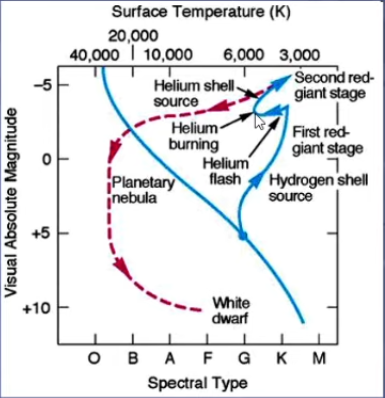 Surface Temperature (K)
20,000
40,000 10,000 6,000 3,000
−5
Helium shell
source
Second red-
giant stage
Helium
burning
First red-
giant stage
0
Helium
flash
Planetary
nebula
Hydrogen shell
source
+5
+10
White
dwarf
Visual Absolute Magnitude
O B A F G K M
Spectral Type